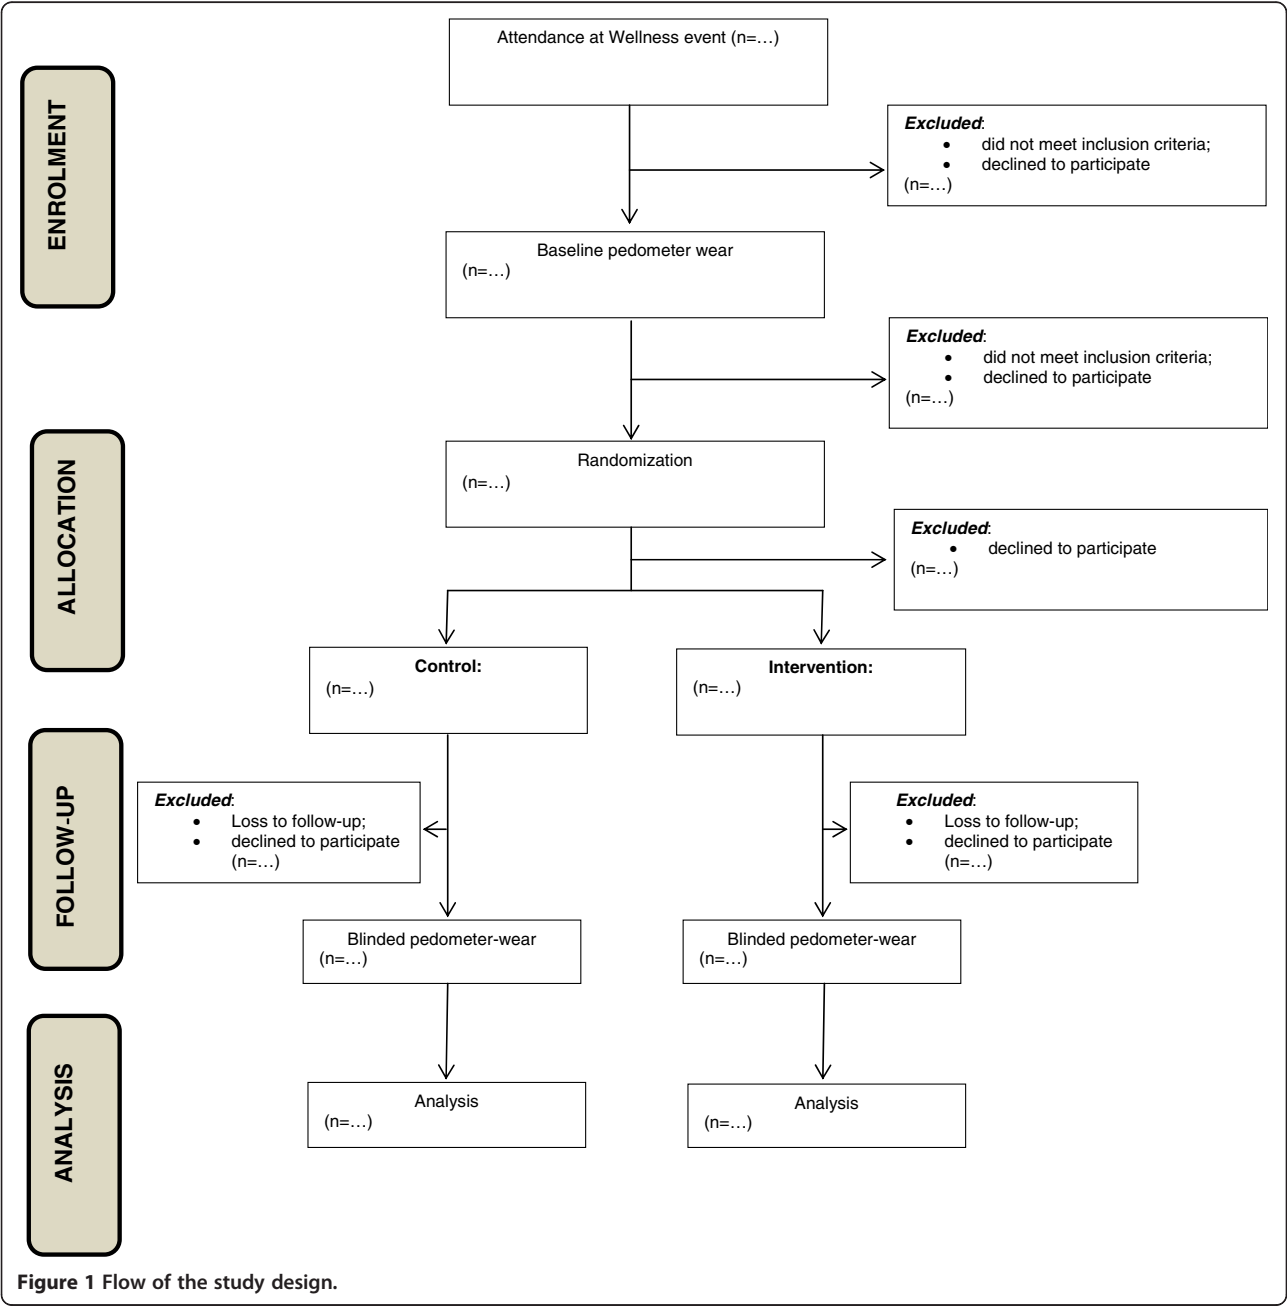 Attendance at Wellness event (n=…)
ENROLMENT
Excluded:
• did not meet inclusion criteria;
• declined to participate
(n=…)
Baseline pedometer wear
(n=…)
Excluded:
• did not meet inclusion criteria;
• declined to participate
(n=…)
ALLOCATION
Randomization
(n=…)
Excluded:
• declined to participate
(n=…)
Control:
(n=…)
Intervention:
(n=…)
FOLLOW-UP
Excluded:
• Loss to follow-up;
• declined to participate
(n=…)
Excluded:
• Loss to follow-up;
• declined to participate
(n=…)
Blinded pedometer-wear
(n=…)
Blinded pedometer-wear
(n=…)
ANALYSIS
Analysis
(n=…)
Analysis
(n=…)
Figure 1 Flow of the study design.